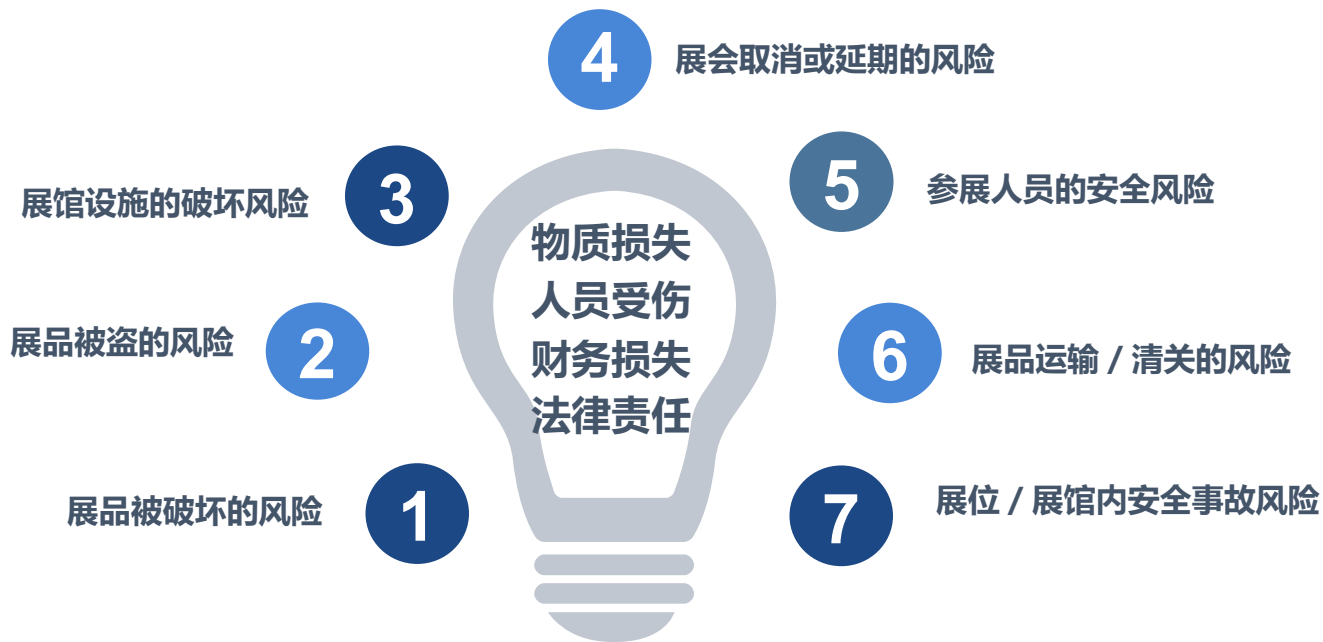 4
展会取消或延期的风险
3
展馆设施的破坏风险
5
参展人员的安全风险
物质损失
人员受伤
财务损失
法律责任
2
展品被盗的风险
6
展品运输 / 清关的风险
1
展品被破坏的风险
7
展位 / 展馆内安全事故风险